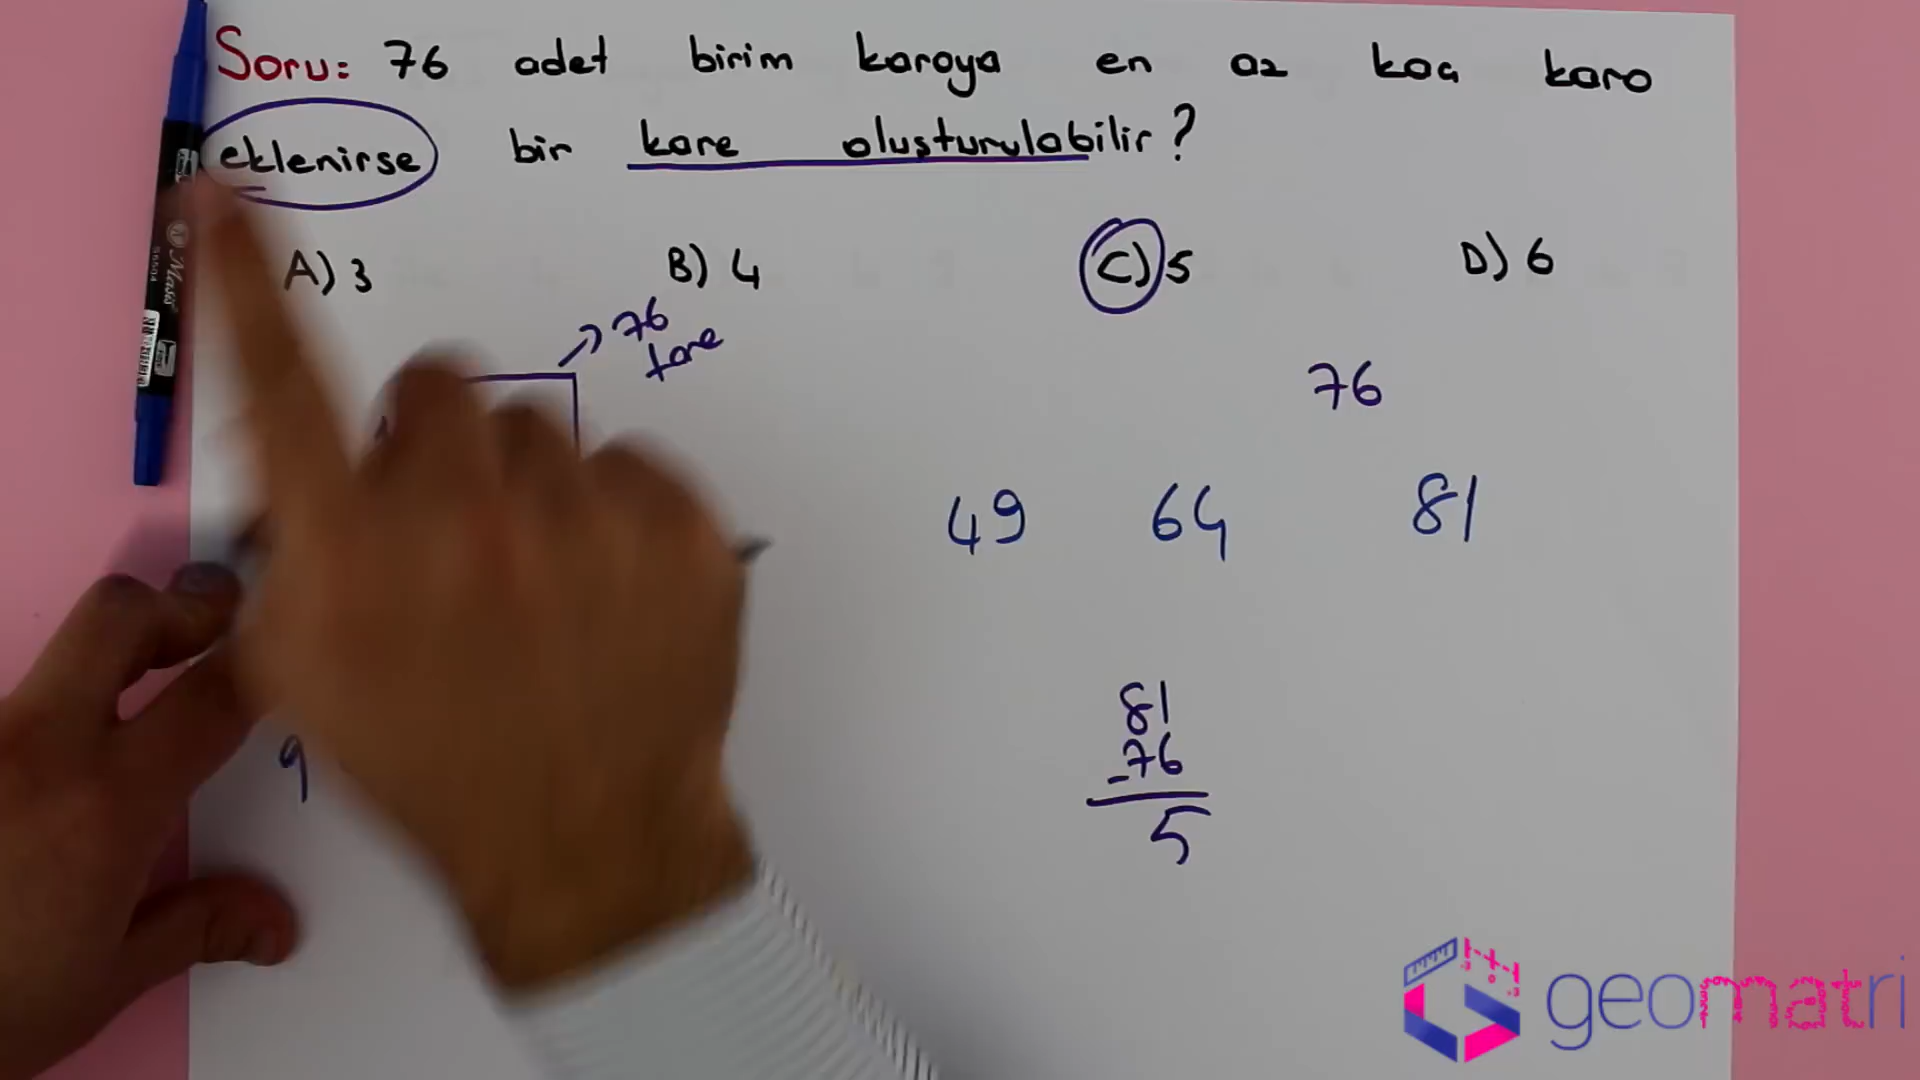 Soru: 76 adet birim karoya en az kaç karo
eklenirse bir kare oluşturulabilir?
A) 3 B) 4 C) 5 D) 6
76
tane
76
49 64 81
9
81
-76
5
geomatri